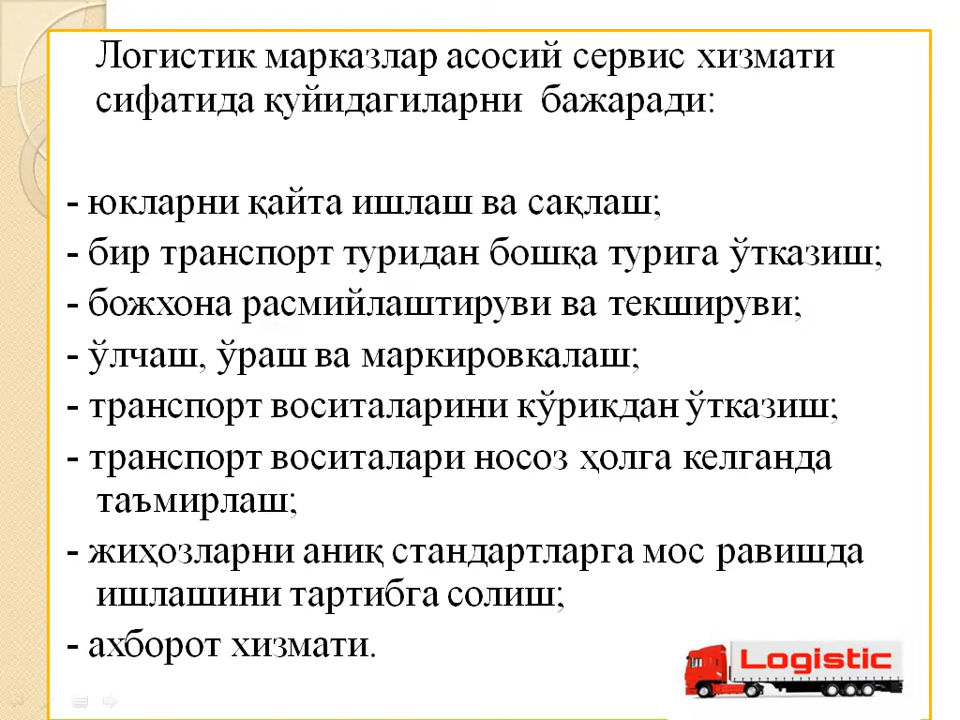 Логистик марказлар асосий сервис хизмати
сифатида қуйидагиларни бажаради:
- юкларни қайта ишлаш ва сақлаш;
- бир транспорт туридан бошқа турига ўтказиш;
- божхона расмийлаштируви ва текшируви;
- ўлчаш, ўраш ва маркировкалаш;
- транспорт воситаларини кўрикдан ўтказиш;
- транспорт воситалари носоз ҳолга келганда
таъмирлаш;
- жиҳозларни аниқ стандартларга мос равишда
ишлашини тартибга солиш;
- ахборот хизмати.
Logistic